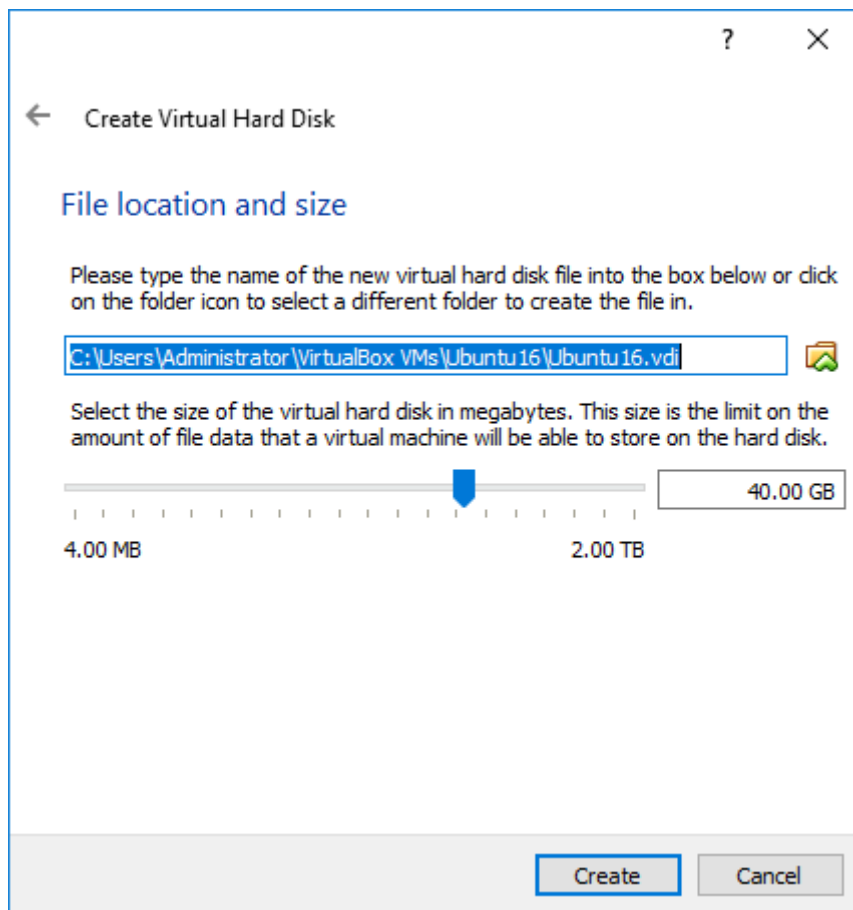 ?
Create Virtual Hard Disk
File location and size
Please type the name of the new virtual hard disk file into the box below or click
on the folder icon to select a different folder to create the file in.
C:\Users\Administrator\VirtualBox VMs\Ubuntu16\Ubuntu16.vdi
Select the size of the virtual hard disk in megabytes. This size is the limit on the
amount of file data that a virtual machine will be able to store on the hard disk.
40.00 GB
4.00 MB 2.00 TB
Create Cancel